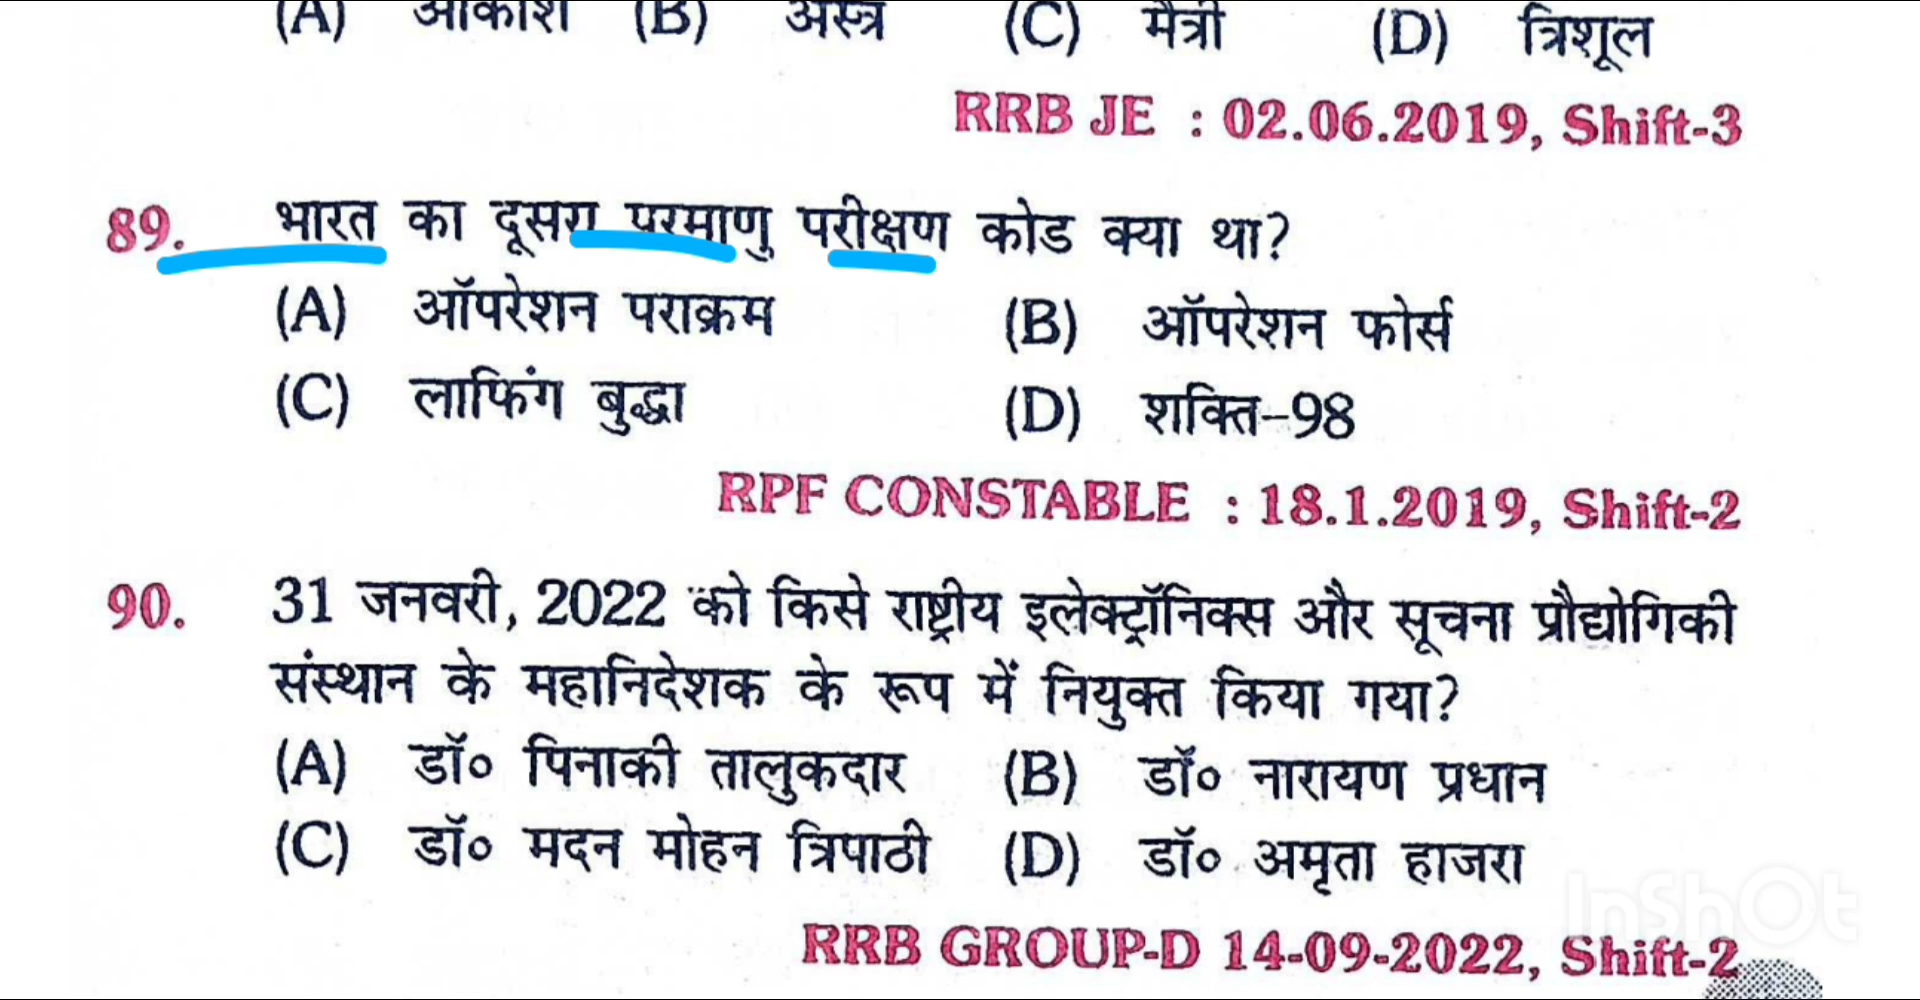 (A) आकाश (B) अस्त्र (C) मैत्री (D) त्रिशूल
RRB JE : 02.06.2019, Shift-3
89. भारत का दूसरा परमाणु परीक्षण कोड क्या था?
(A) ऑपरेशन पराक्रम (B) ऑपरेशन फोर्स
(C) लाफिंग बुद्धा (D) शक्ति–98
RPF CONSTABLE : 18.1.2019, Shift-2
90. 31 जनवरी, 2022 को किसे राष्ट्रीय इलेक्ट्रॉनिक्स और सूचना प्रौद्योगिकी
संस्थान के महानिदेशक के रूप में नियुक्त किया गया?
(A) डॉ० पिनाकी तालुकदार (B) डॉ० नारायण प्रधान
(C) डॉ० मदन मोहन त्रिपाठी (D) डॉ० अमृता हाजरा
InShOt
RRB GROUP-D 14-09-2022, Shift-2